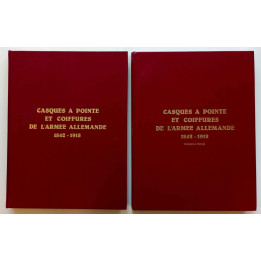 CASQUES A POINTE
ET COIFFURES
DE L'ARMEE ALLEMANDE
1842 - 1918
CASQUES A POINTE
ET COIFFURES
DE L'ARMEE ALLEMANDE
1842 - 1918